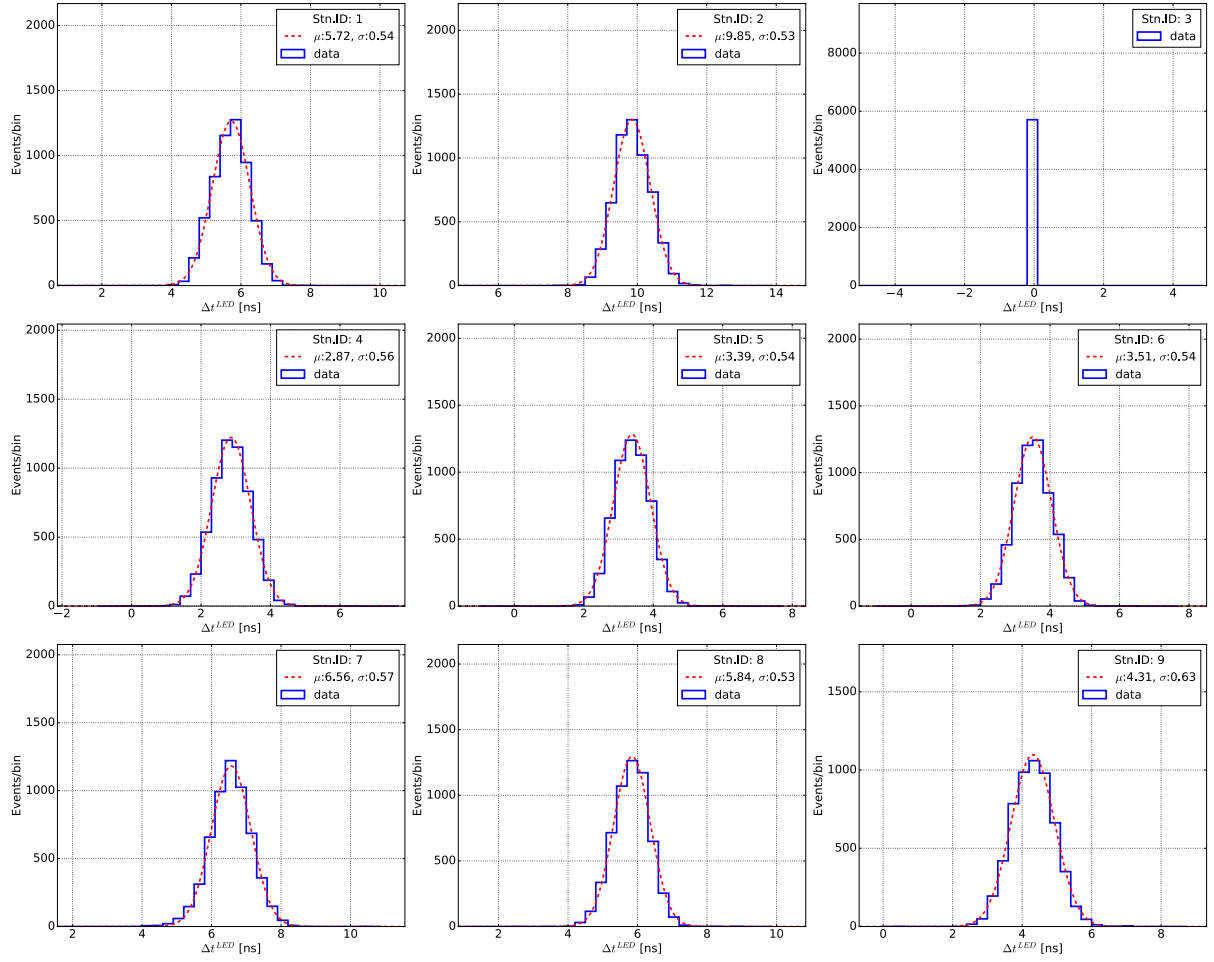 Stn.ID: 1
μ:5.72, σ:0.54
data
Events/bin
2000
1500
1000
500
0
2 4 6 8 10
Δt^LED [ns]
Stn.ID: 2
μ:9.85, σ:0.53
data
Events/bin
2000
1500
1000
500
0
6 8 10 12 14
Δt^LED [ns]
Stn.ID: 3
data
Events/bin
8000
6000
4000
2000
0
−4 −2 0 2 4
Δt^LED [ns]
Stn.ID: 4
μ:2.87, σ:0.56
data
Events/bin
2000
1500
1000
500
0
−2 0 2 4 6
Δt^LED [ns]
Stn.ID: 5
μ:3.39, σ:0.54
data
Events/bin
2000
1500
1000
500
0
0 2 4 6 8
Δt^LED [ns]
Stn.ID: 6
μ:3.51, σ:0.54
data
Events/bin
2000
1500
1000
500
0
0 2 4 6 8
Δt^LED [ns]
Stn.ID: 7
μ:6.56, σ:0.57
data
Events/bin
2000
1500
1000
500
0
2 4 6 8 10
Δt^LED [ns]
Stn.ID: 8
μ:5.84, σ:0.53
data
Events/bin
2000
1500
1000
500
0
2 4 6 8 10
Δt^LED [ns]
Stn.ID: 9
μ:4.31, σ:0.63
data
Events/bin
1500
1000
500
0
0 2 4 6 8
Δt^LED [ns]